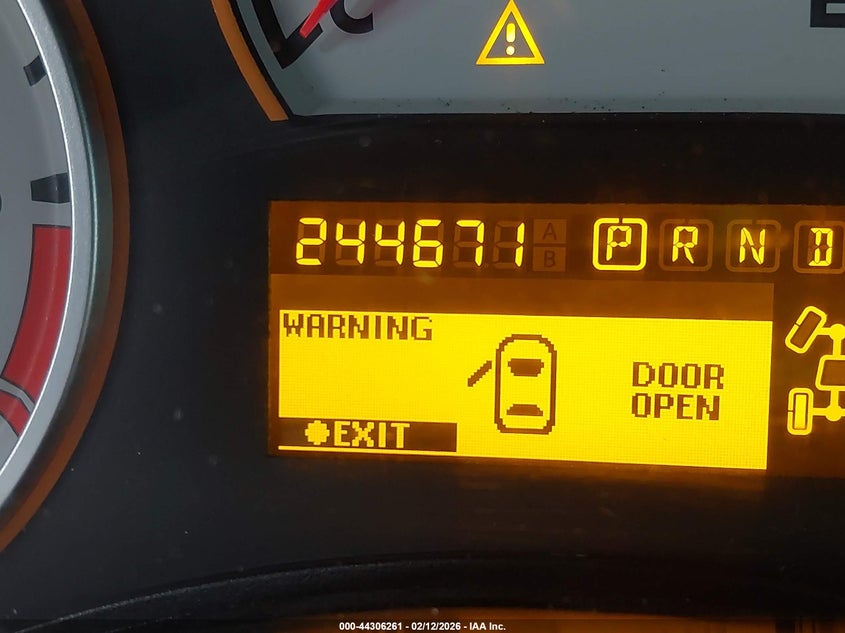 C
244671 A
B
P R N D
WARNING
DOOR
OPEN
EXIT
000-44306261 - 02/12/2026 - IAA Inc.